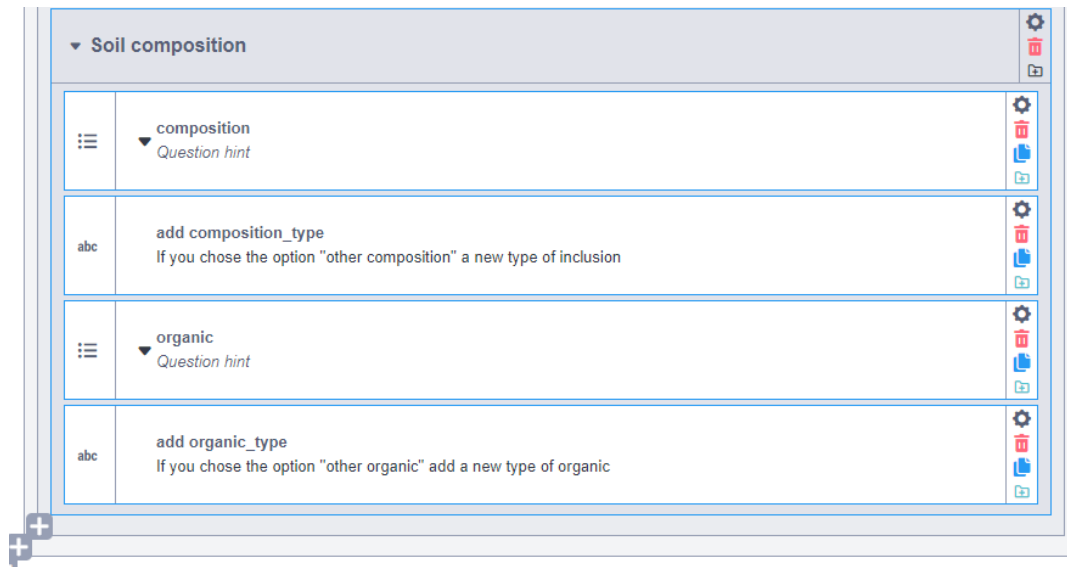 Soil composition
composition
Question hint
abc
add composition_type
If you chose the option "other composition" a new type of inclusion
organic
Question hint
abc
add organic_type
If you chose the option "other organic" add a new type of organic